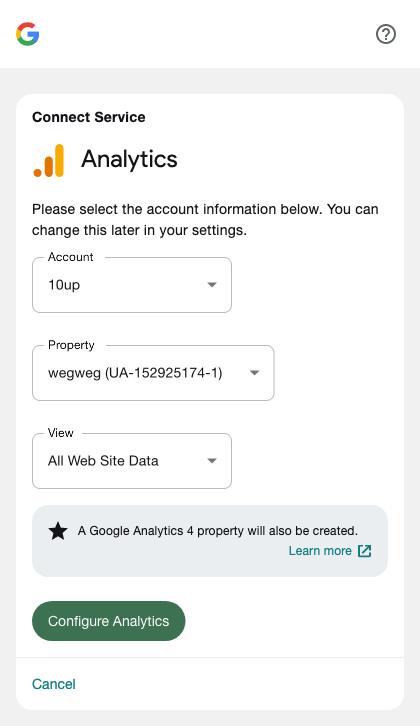 Connect Service
Analytics
Please select the account information below. You can
change this later in your settings.
Account
10up
Property
wegweg (UA-152925174-1)
View
All Web Site Data
A Google Analytics 4 property will also be created.
Learn more
Configure Analytics
Cancel